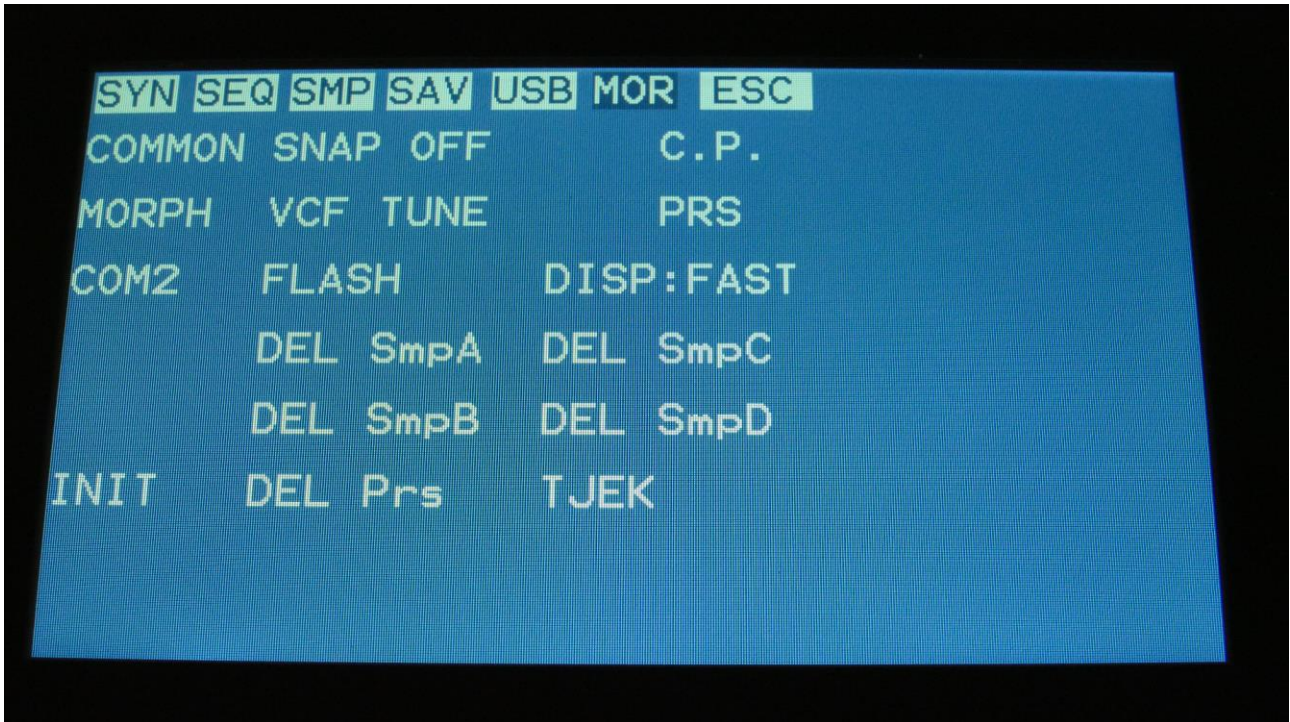 SYN SEQ SMP SAV USB MOR ESC
COMMON SNAP OFF C.P.
MORPH VCF TUNE PRS
COM2 FLASH DISP:FAST
DEL SmpA DEL SmpC
DEL SmpB DEL SmpD
INIT DEL Prs TJEK